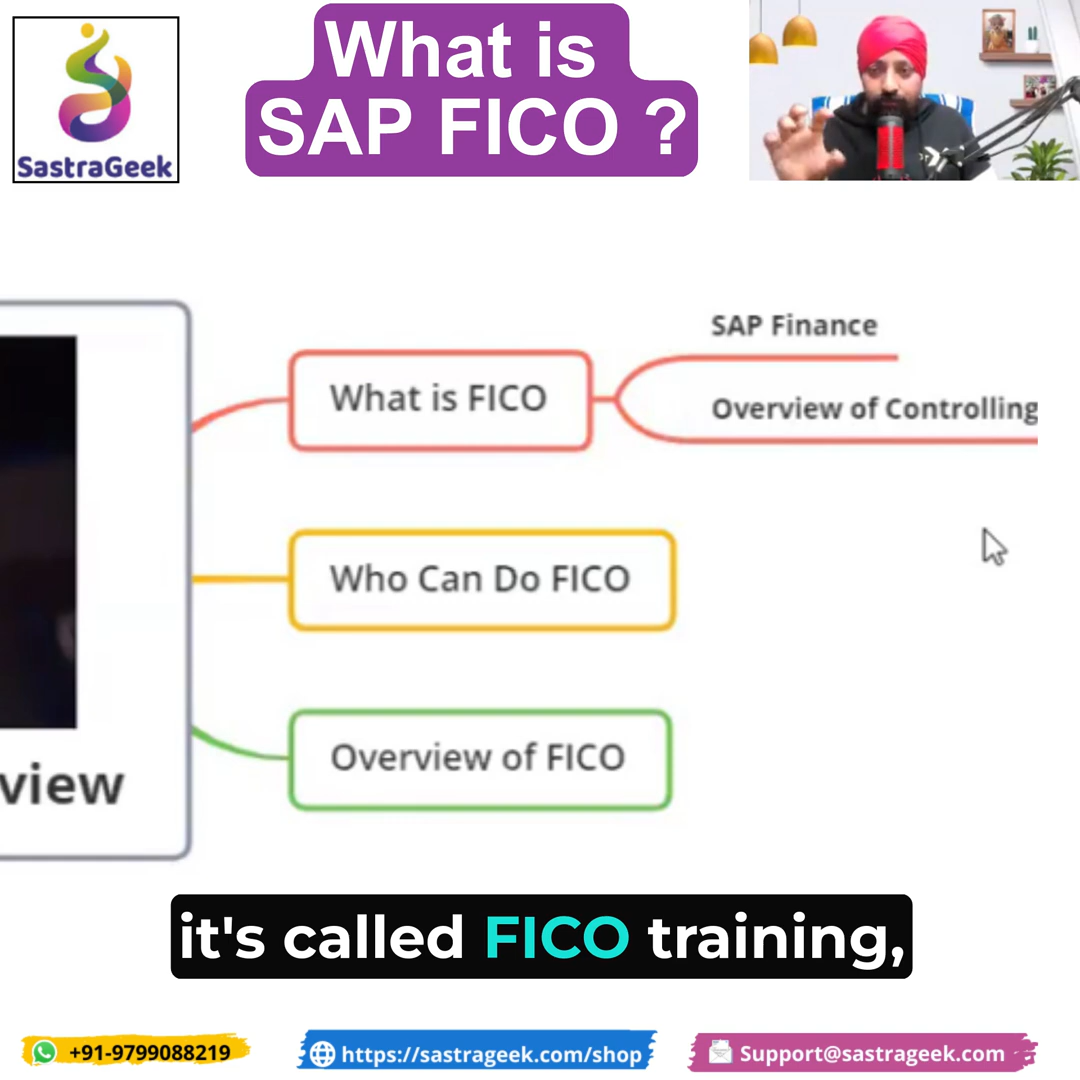 SastraGeek
What is
SAP FICO ?
SAP Finance
What is FICO
Overview of Controlling
Who Can Do FICO
Overview of FICO
view
it's called FICO training,
+91-9799088219
https://sastrageek.com/shop
Support@sastrageek.com